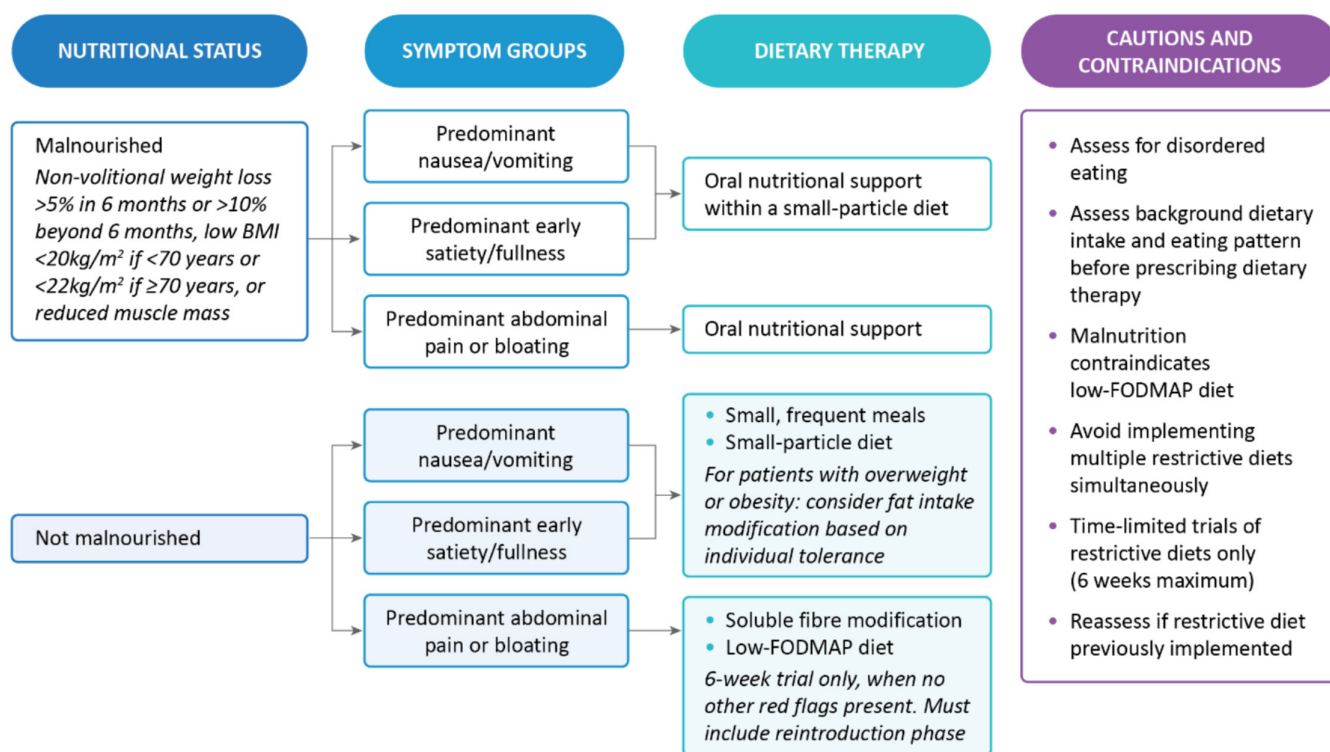 NUTRITIONAL STATUS
SYMPTOM GROUPS
DIETARY THERAPY
CAUTIONS AND
CONTRAINDICATIONS
Malnourished
Non-volitional weight loss
>5% in 6 months or >10%
beyond 6 months, low BMI
<20kg/m² if <70 years or
<22kg/m² if ≥70 years, or
reduced muscle mass
Predominant
nausea/vomiting
Predominant early
satiety/fullness
Predominant abdominal
pain or bloating
Oral nutritional support
within a small-particle diet
Oral nutritional support
Not malnourished
Predominant
nausea/vomiting
Predominant early
satiety/fullness
Predominant abdominal
pain or bloating
• Small, frequent meals
• Small-particle diet
For patients with overweight
or obesity: consider fat intake
modification based on
individual tolerance
• Soluble fibre modification
• Low-FODMAP diet
6-week trial only, when no
other red flags present. Must
include reintroduction phase
• Assess for disordered
eating
• Assess background dietary
intake and eating pattern
before prescribing dietary
therapy
• Malnutrition
contraindicates
low-FODMAP diet
• Avoid implementing
multiple restrictive diets
simultaneously
• Time-limited trials of
restrictive diets only
(6 weeks maximum)
• Reassess if restrictive diet
previously implemented